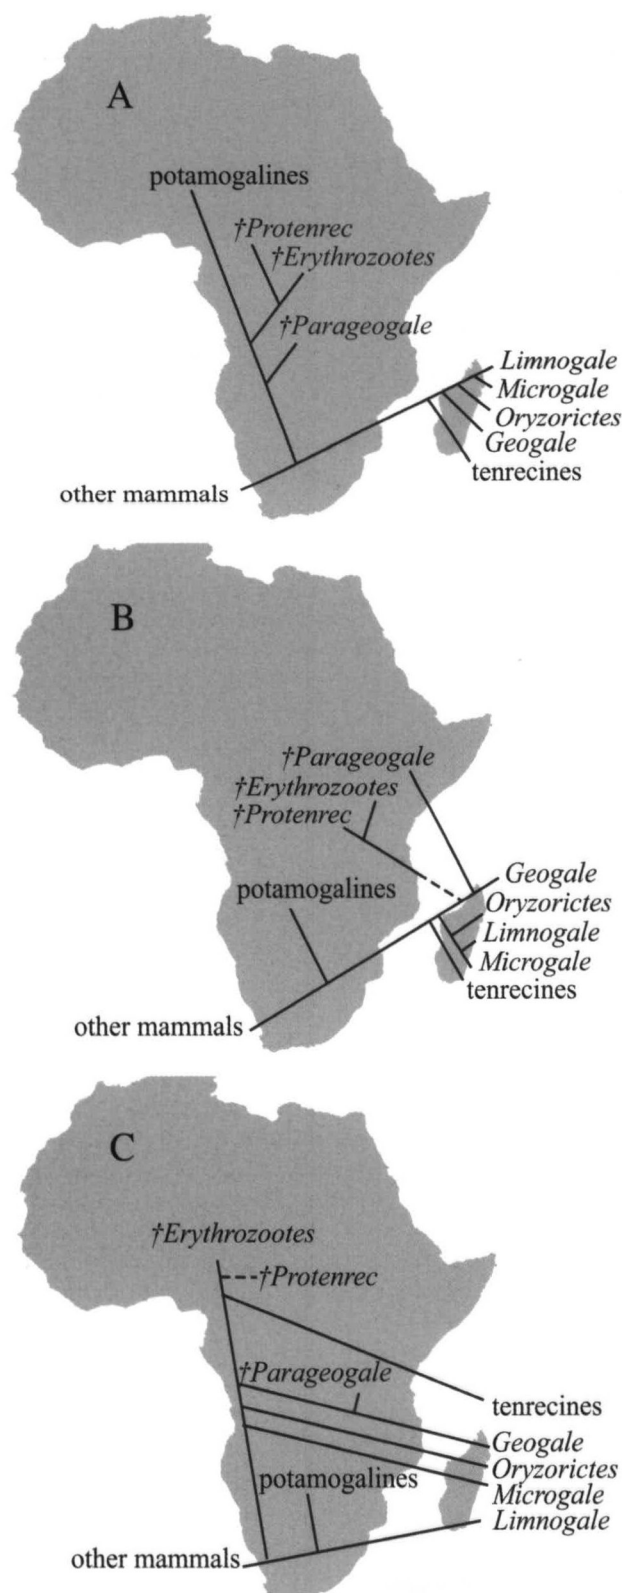 A
potamogalines
†Protenrec
†Erythrozootes
†Parageogale
Limnogale
Microgale
Oryzorictes
Geogale
tenrecines
other mammals
B
†Parageogale
†Erythrozootes
†Protenrec
Geogale
potamogalines
Oryzorictes
Limnogale
Microgale
tenrecines
other mammals
C
†Erythrozootes
†Protenrec
†Parageogale
tenrecines
Geogale
Oryzorictes
potamogalines
Microgale
Limnogale
other mammals